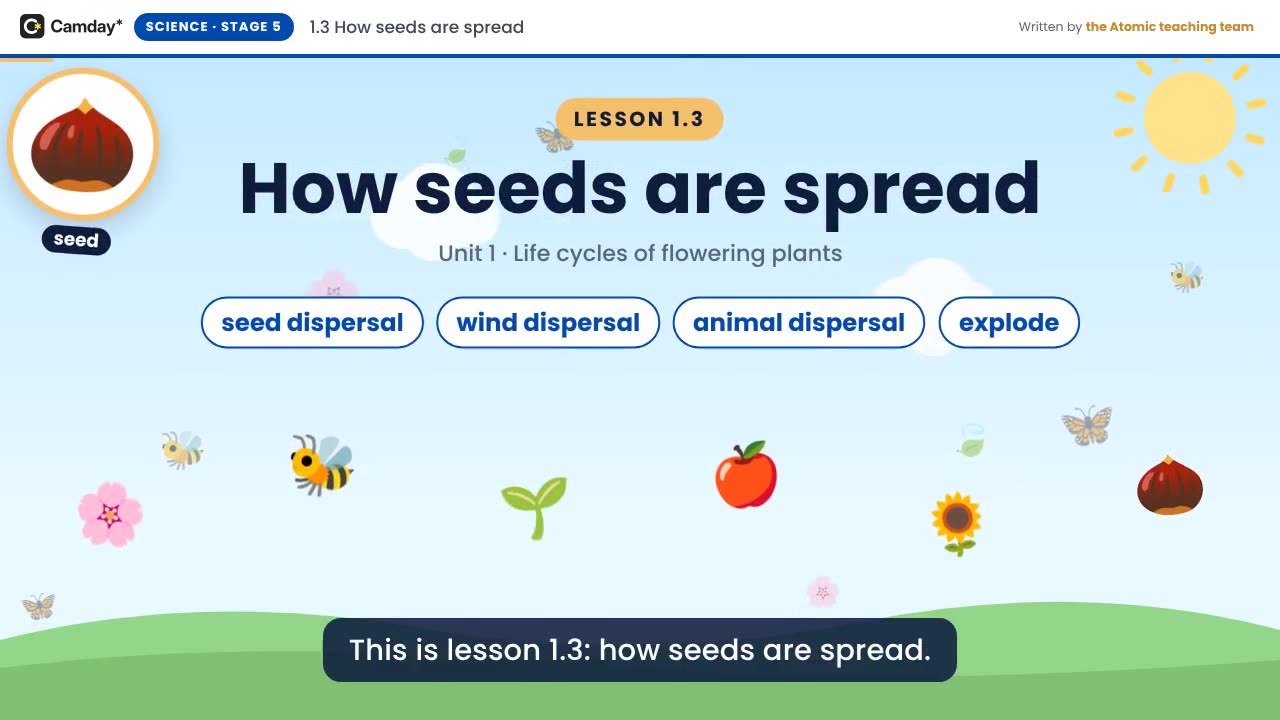 Camday* SCIENCE · STAGE 5 1.3 How seeds are spread Written by the Atomic teaching team
seed
LESSON 1.3
How seeds are spread
Unit 1 · Life cycles of flowering plants
seed dispersal wind dispersal animal dispersal explode
This is lesson 1.3: how seeds are spread.